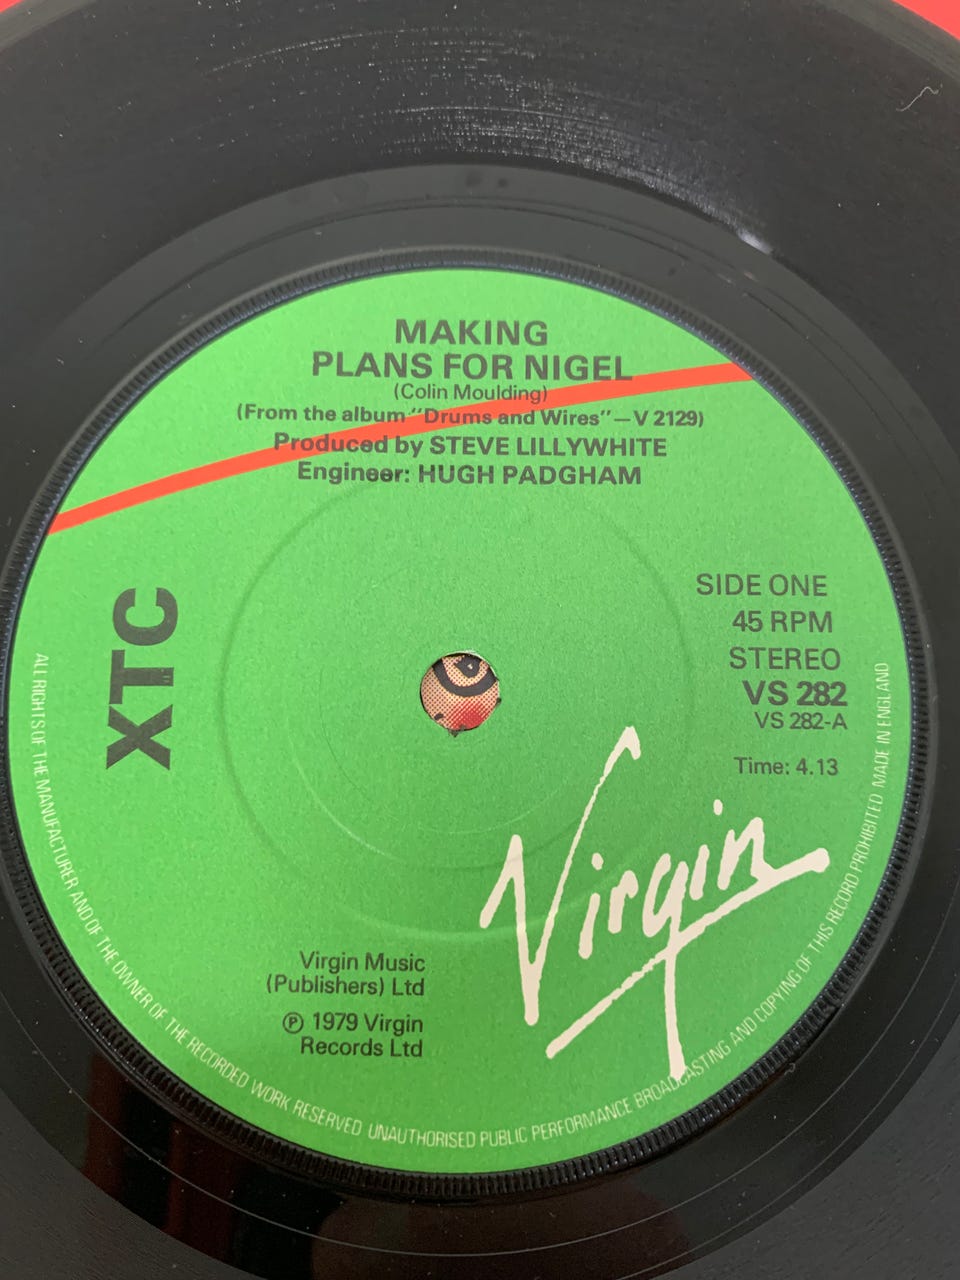 MAKING
PLANS FOR NIGEL
(Colin Moulding)
(From the album "Drums and Wires"—V 2129)
Produced by STEVE LILLYWHITE
Engineer: HUGH PADGHAM
XTC
SIDE ONE
45 RPM
STEREO
VS 282
VS 282-A
Time: 4.13
Virgin
Virgin Music
(Publishers) Ltd
℗ 1979 Virgin
Records Ltd
ALL RIGHTS OF THE MANUFACTURER AND OF THE OWNER OF THE RECORDED WORK RESERVED UNAUTHORISED PUBLIC PERFORMANCE BROADCASTING AND COPYING OF THIS RECORD PROHIBITED MADE IN ENGLAND